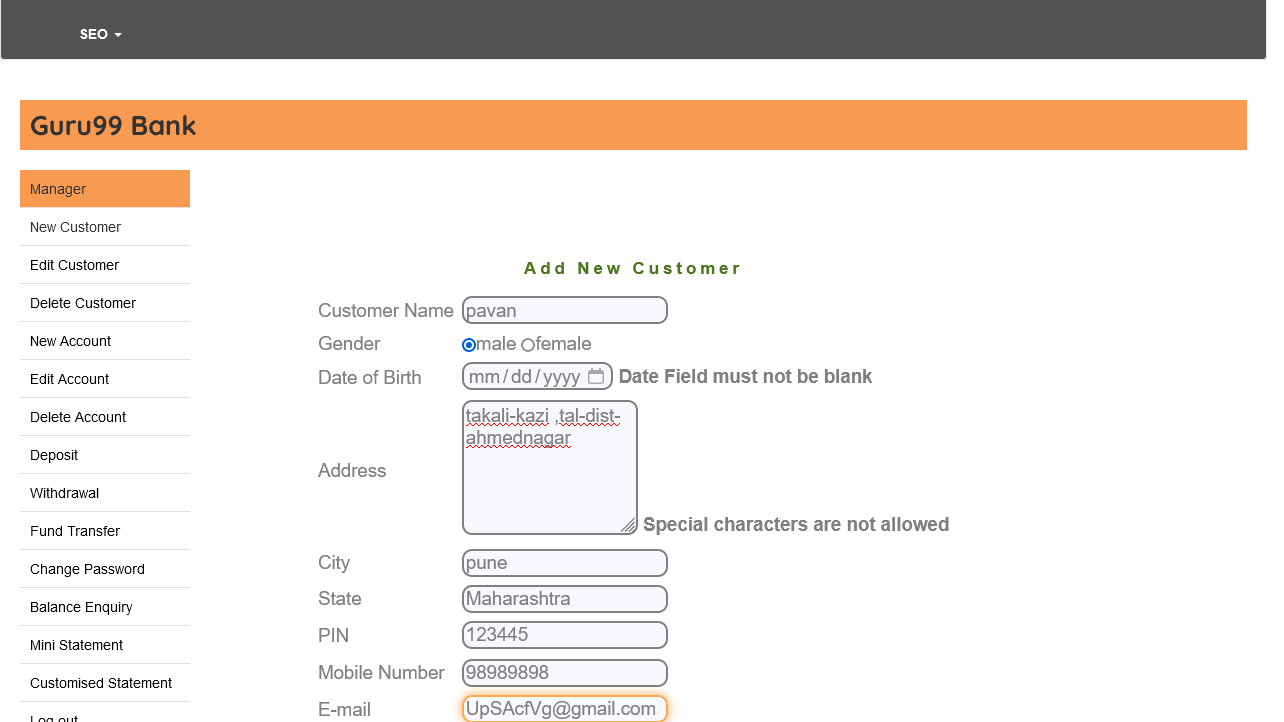 SEO
Guru99 Bank
Manager
New Customer
Edit Customer
Delete Customer
New Account
Edit Account
Delete Account
Deposit
Withdrawal
Fund Transfer
Change Password
Balance Enquiry
Mini Statement
Customised Statement
Log out
Add New Customer
Customer Name pavan
Gender male female
Date of Birth mm/dd/yyyy Date Field must not be blank
takali-kazi ,tal-dist-
ahmednagar
Address
Special characters are not allowed
City pune
State Maharashtra
PIN 123445
Mobile Number 98989898
E-mail UpSAcfVg@gmail.com